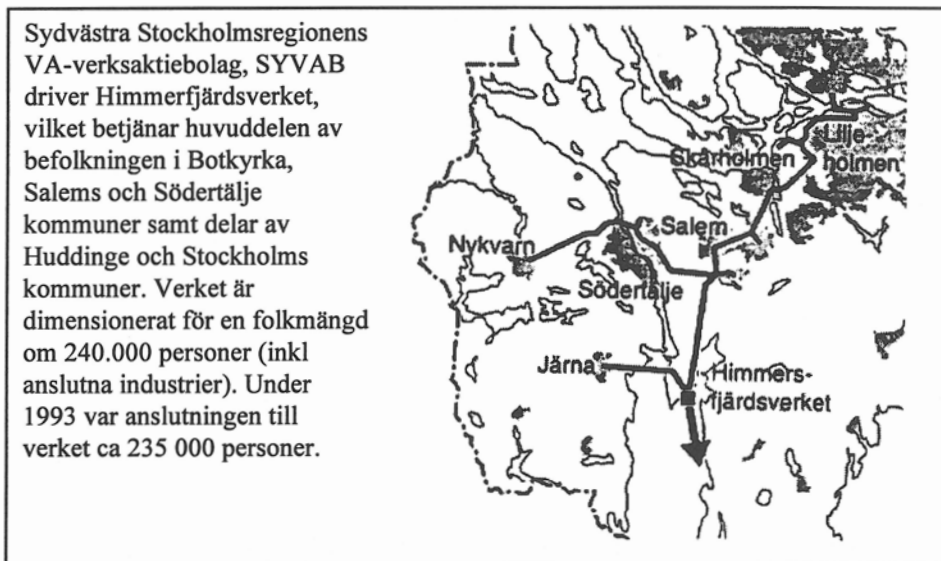 Sydvästra Stockholmsregionens
VA-verksaktiebolag, SYVAB
driver Himmerfjärdsverket,
vilket betjänar huvuddelen av
befolkningen i Botkyrka,
Salems och Södertälje
kommuner samt delar av
Huddinge och Stockholms
kommuner. Verket är
dimensionerat för en folkmängd
om 240.000 personer (inkl
anslutna industrier). Under
1993 var anslutningen till
verket ca 235 000 personer.
Lilje
holmen
Skärholmen
Salem
Nykvarn
Södertälje
Järna
Himmers-
fjärdsverket